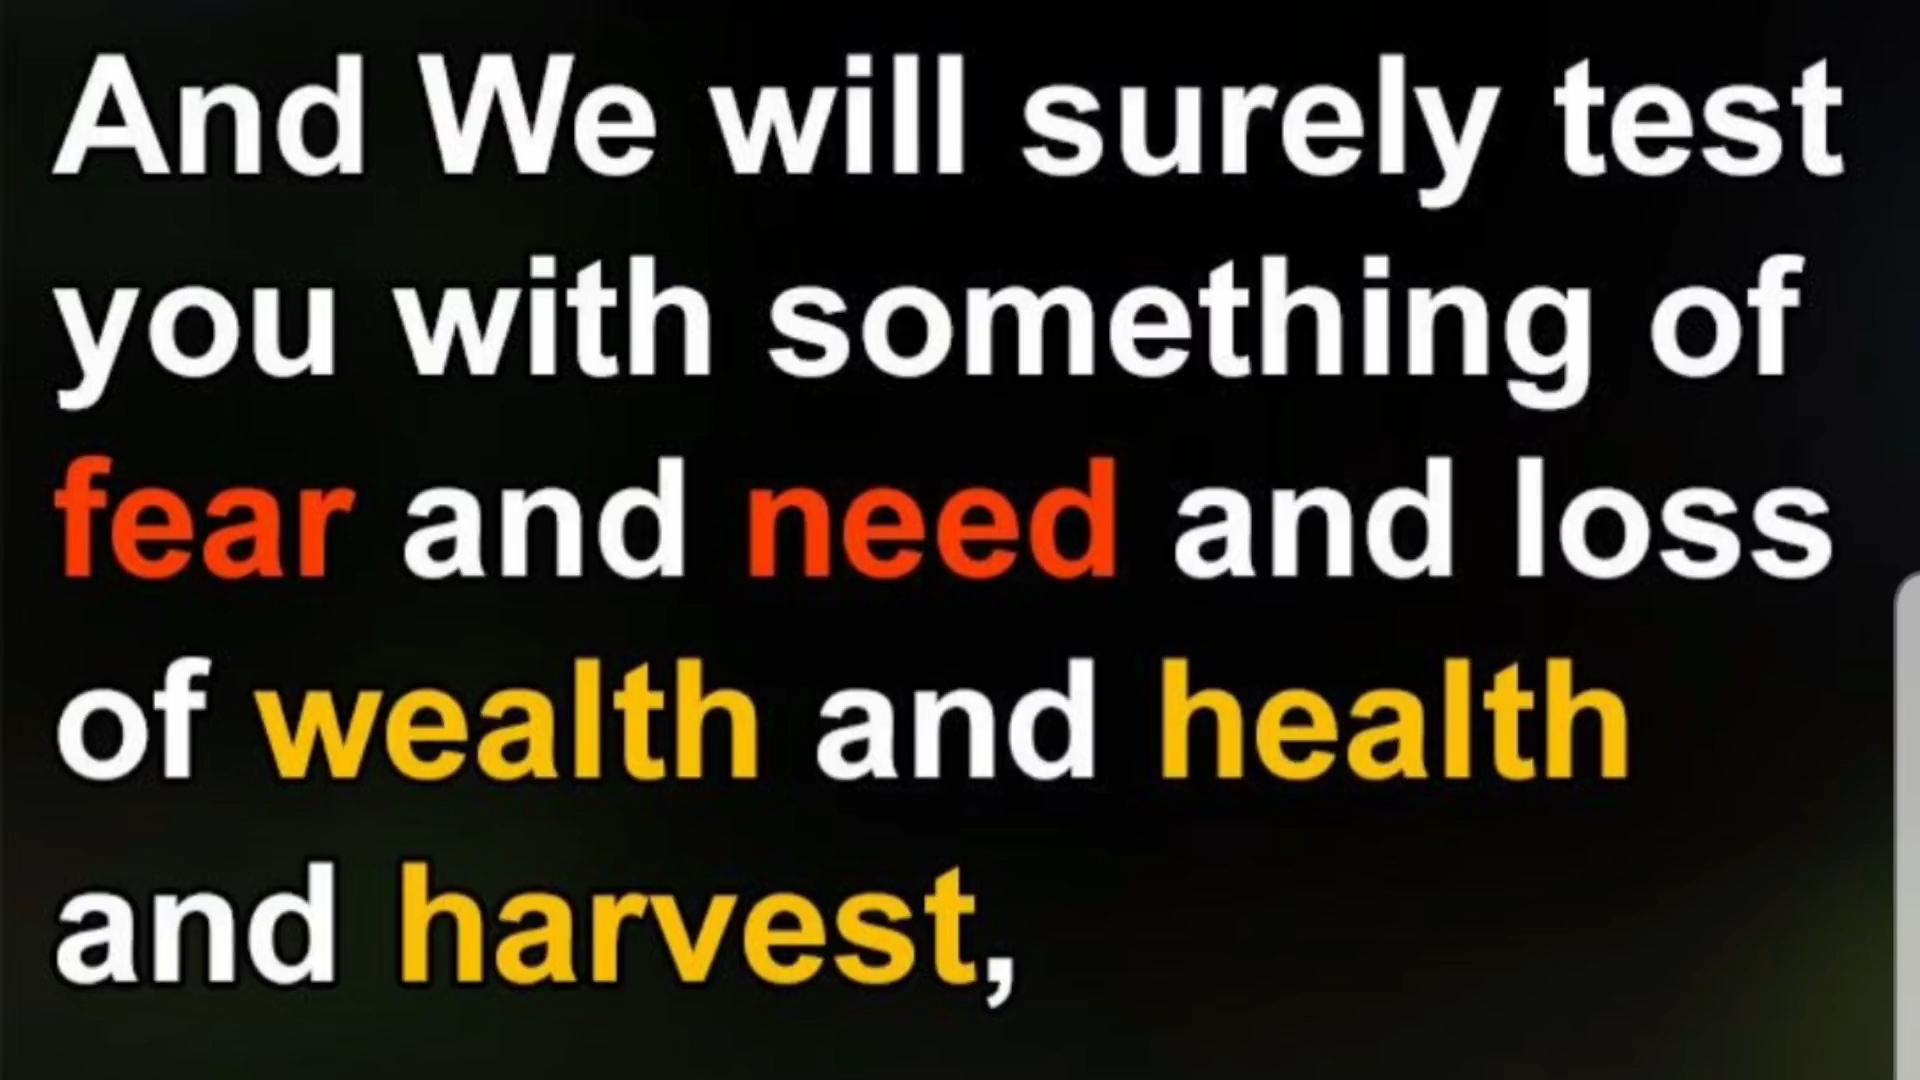 And We will surely test
you with something of
fear and need and loss
of wealth and health
and harvest,